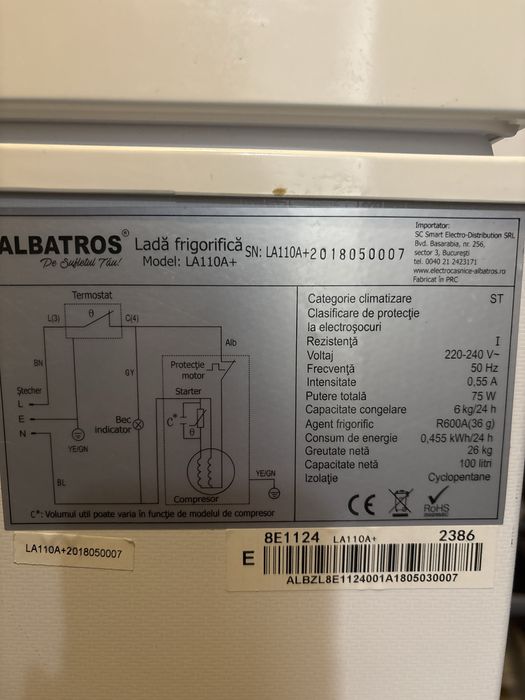 ALBATROS®
De Sufletul Tău!
Ladă frigorifică
Model: LA110A+
SN: LA110A+2018050007
Importator:
SC Smart Electro-Distribution SRL
Bvd. Basarabia, nr. 256,
sector 3, Bucureşti
tel. 0040 21 2423171
www.electrocasnice-albatros.ro
Fabricat în PRC
Termostat
θ
L(3)
C(4)
Alb
BN
GY
Protecţie
motor
Ştecher
Starter
L
C*
E
Bec
indicator
θ
N
YE/GN
YE/GN
BL
Compresor
C*: Volumul util poate varia în funcţie de modelul de compresor
Categorie climatizare ST
Clasificare de protecţie
la electroşocuri
Rezistenţă I
Voltaj 220-240 V~
Frecvenţă 50 Hz
Intensitate 0,55 A
Putere totală 75 W
Capacitate congelare 6 kg/24 h
Agent frigorific R600A(36 g)
Consum de energie 0,455 kWh/24 h
Greutate netă 26 kg
Capacitate netă 100 litri
Izolaţie Cyclopentane
CE
RoHS
LA110A+2018050007
8E1124 LA110A+ 2386
E
ALBZL8E1124001A1805030007